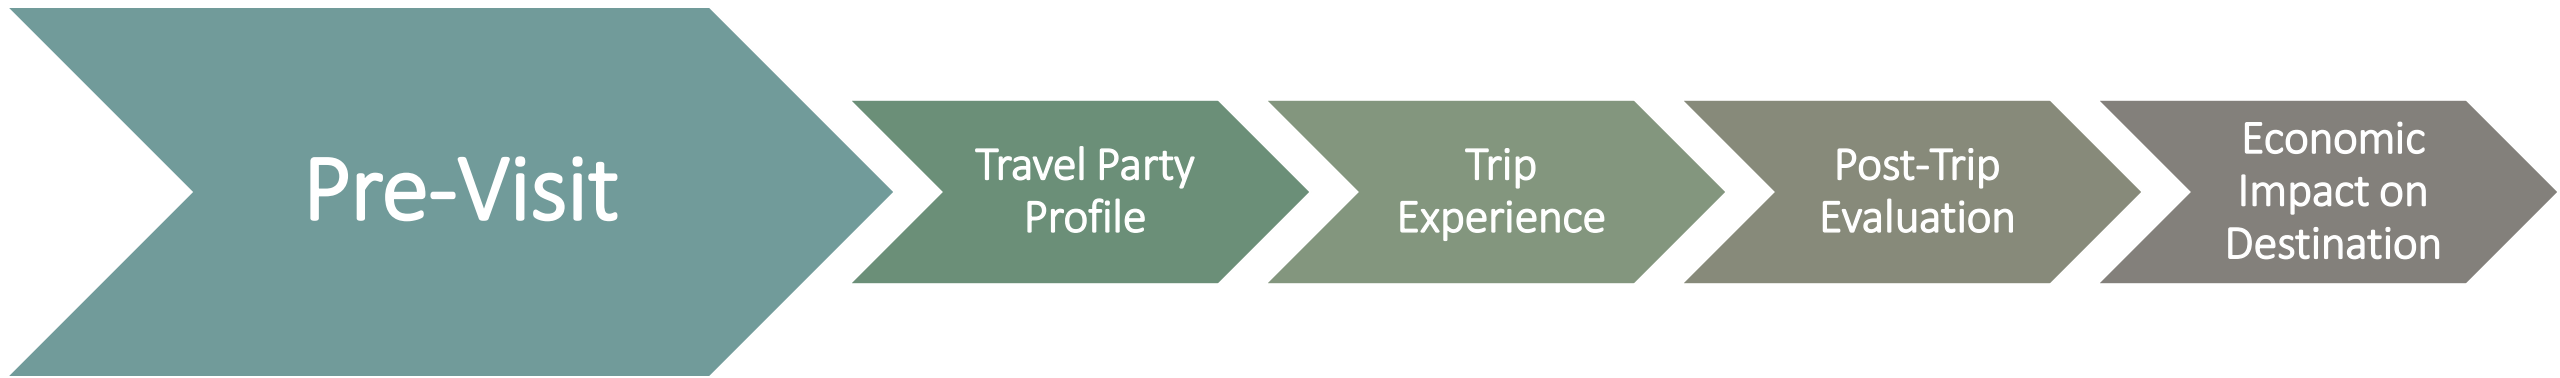 Pre-Visit
Travel Party
Profile
Trip
Experience
Post-Trip
Evaluation
Economic
Impact on
Destination